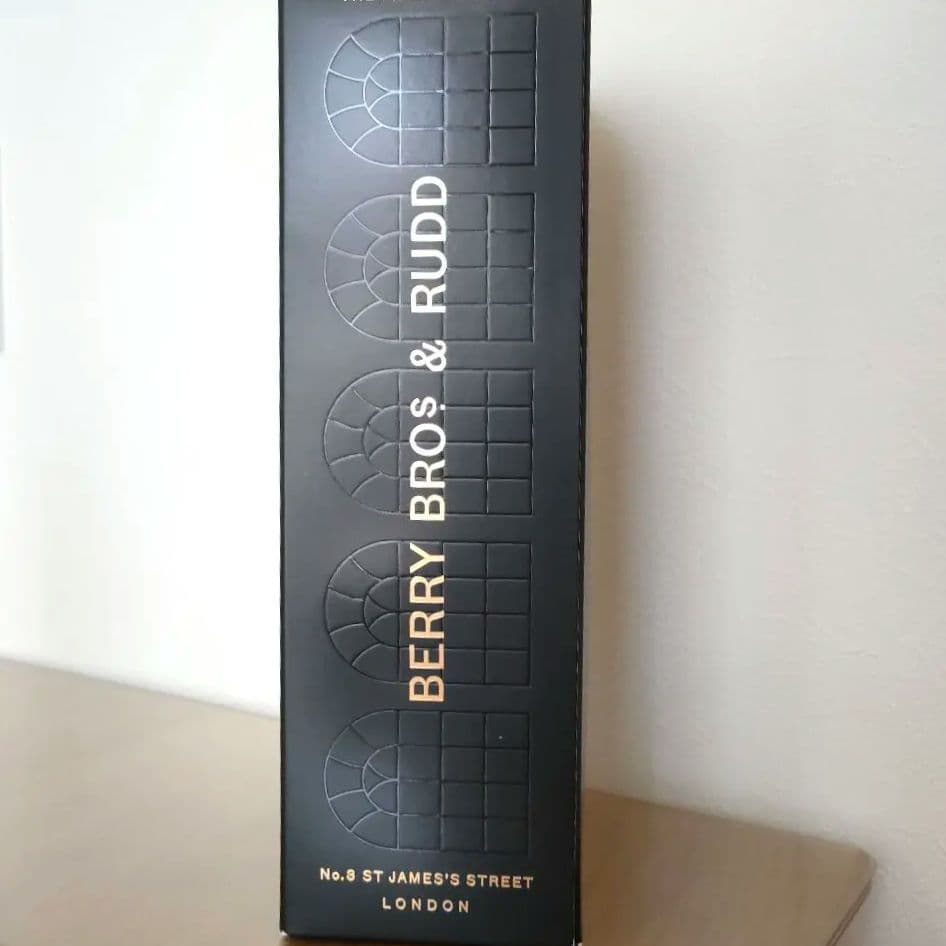 BERRY BROS & RUDD
No.3 ST JAMES'S STREET
LONDON